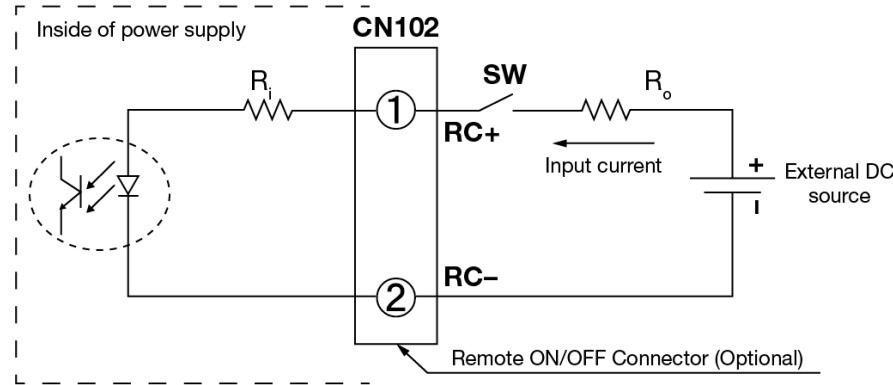 Inside of power supply
CN102
Ri
1
SW
Ro
RC+
Input current
+
External DC
source
RC−
2
Remote ON/OFF Connector (Optional)